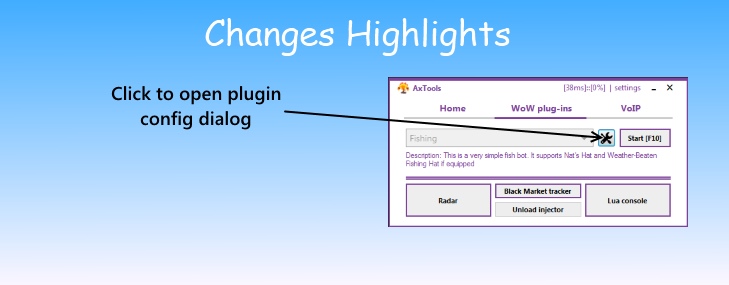 Changes Highlights
Click to open plugin
config dialog
AxTools
[38ms]::[0%] | settings
Home
WoW plug-ins
VoIP
Fishing
Start [F10]
Description: This is a very simple fish bot. It supports Nat's Hat and Weather-Beaten
Fishing Hat if equipped
Radar
Black Market tracker
Unload injector
Lua console